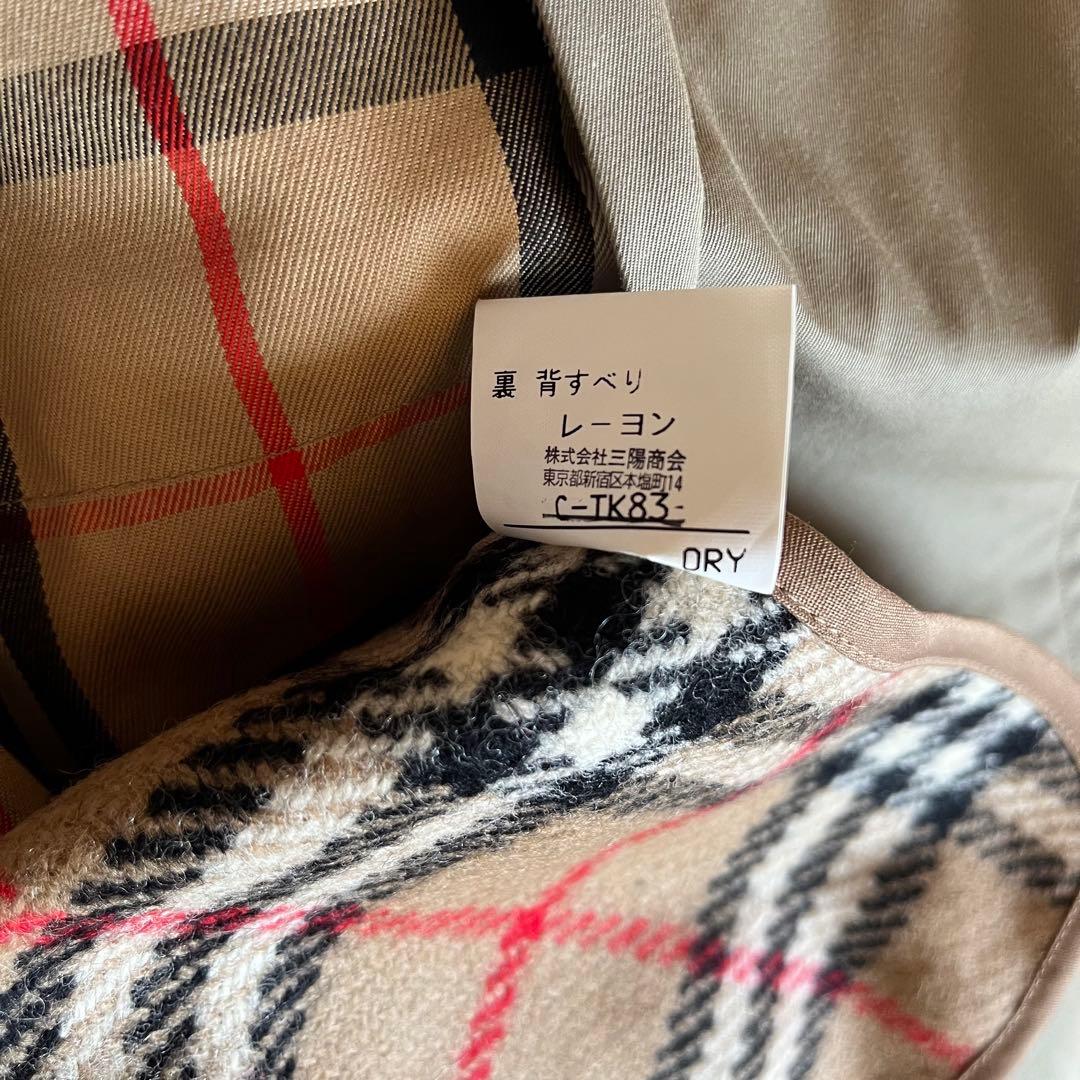 裏 背すべり
レーヨン
株式会社三陽商会
東京都新宿区本塩町14
C-TK83-
DRY